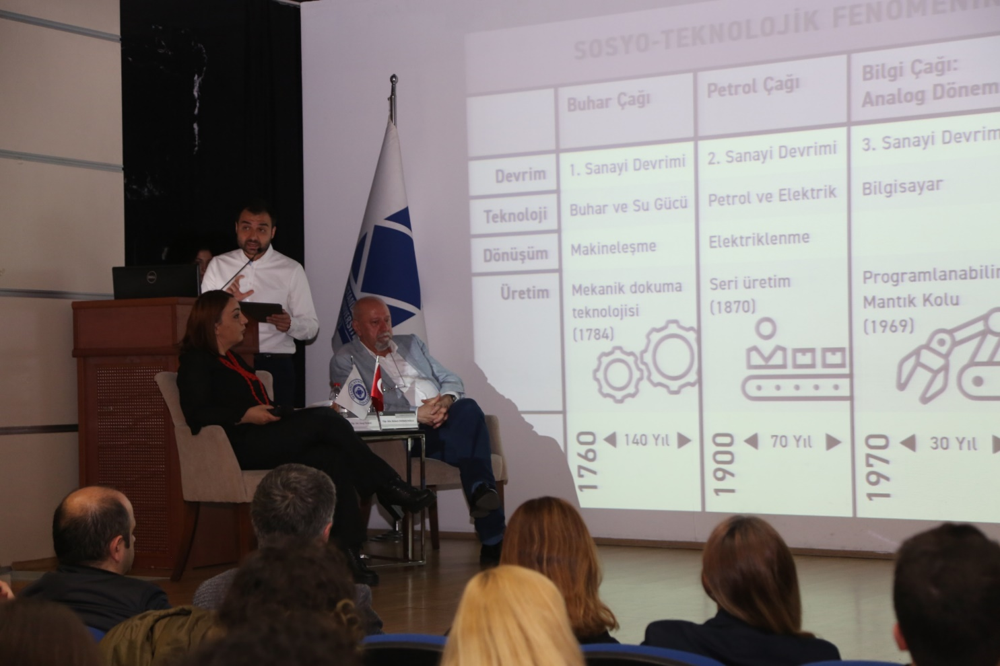 SOSYO-TEKNOLOJİK FENOMENİN
Buhar Çağı
Petrol Çağı
Bilgi Çağı:
Analog Dönem
Devrim
1. Sanayi Devrimi
2. Sanayi Devrimi
3. Sanayi Devrim
Teknoloji
Buhar ve Su Gücü
Petrol ve Elektrik
Bilgisayar
Dönüşüm
Makineleşme
Elektriklenme
Üretim
Mekanik dokuma
teknolojisi
(1784)
Seri üretim
(1870)
Programlanabilir
Mantık Kolu
(1969)
1760
140 Yıl
1900
70 Yıl
1970
30 Yıl
DELL